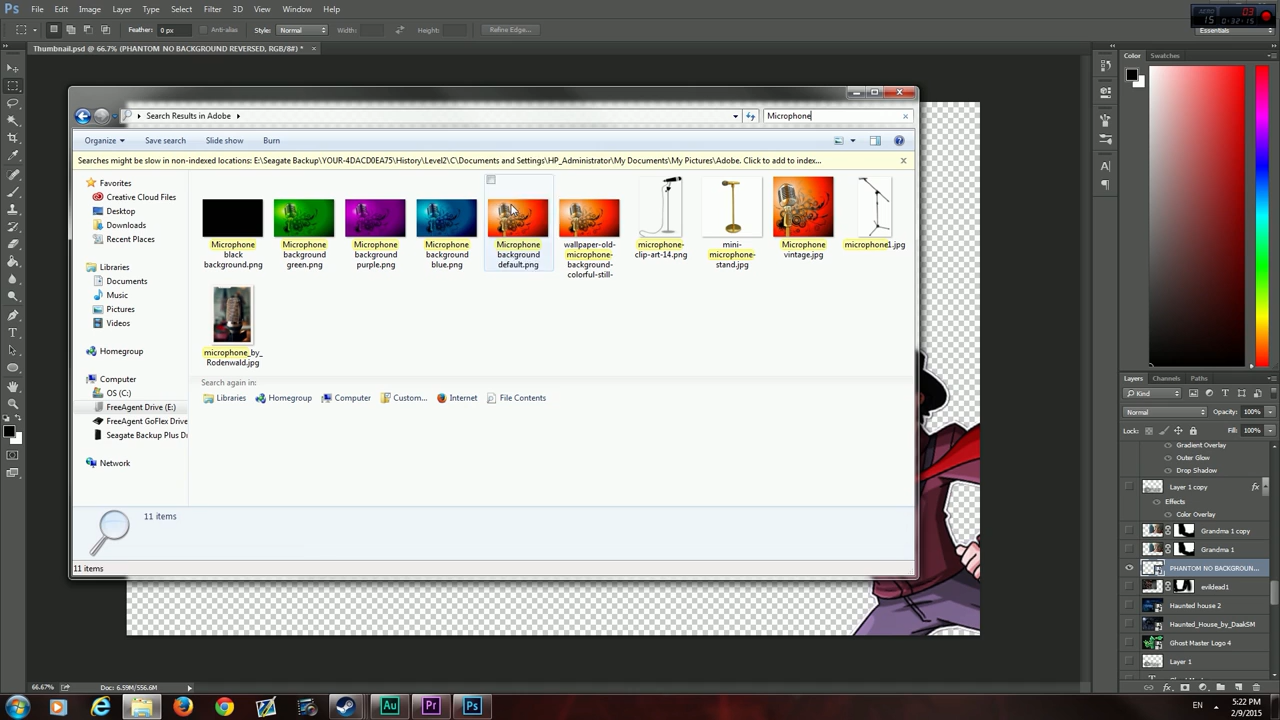 Ps File Edit Image Layer Type Select Filter 3D View Window Help
Feather: 0 px Anti-alias Style: Normal Width: Height: Refine Edge...
03
15
Essentials
Thumbnail.psd @ 66.7% (PHANTOM NO BACKGROUND REVERSED, RGB/8#) * ×
Search Results in Adobe
Microphone
Organize Save search Slide show Burn
Searches might be slow in non-indexed locations: E:\Seagate Backup\YOUR-4DACD0EA75\History\Level2\C\Documents and Settings\HP_Administrator\My Documents\My Pictures\Adobe. Click to add to index...
Favorites
Creative Cloud Files
Desktop
Downloads
Recent Places
Libraries
Documents
Music
Pictures
Videos
Homegroup
Computer
OS (C:)
FreeAgent Drive (E:)
FreeAgent GoFlex Drive
Seagate Backup Plus Dr
Network
Microphone black background.png
Microphone background green.png
Microphone background purple.png
Microphone background blue.png
Microphone background default.png
wallpaper-old-microphone-background-colorful-still-
microphone-clip-art-14.png
mini-microphone-stand.jpg
Microphone vintage.jpg
microphone1.jpg
microphone_by_Rodenwald.jpg
Search again in:
Libraries Homegroup Computer Custom... Internet File Contents
11 items
11 items
Color Swatches
Layers Channels Paths
Kind
Normal Opacity: 100%
Lock: Fill: 100%
Gradient Overlay
Outer Glow
Drop Shadow
Layer 1 copy fx
Effects
Color Overlay
Grandma 1 copy
Grandma 1
PHANTOM NO BACKGROUN...
evildead1
Haunted house 2
Haunted_House_by_DaakSM
Ghost Master Logo 4
Layer 1
66.67% Doc: 6.59M/556.6M
Au Pr Ps
EN
5:22 PM
2/9/2015